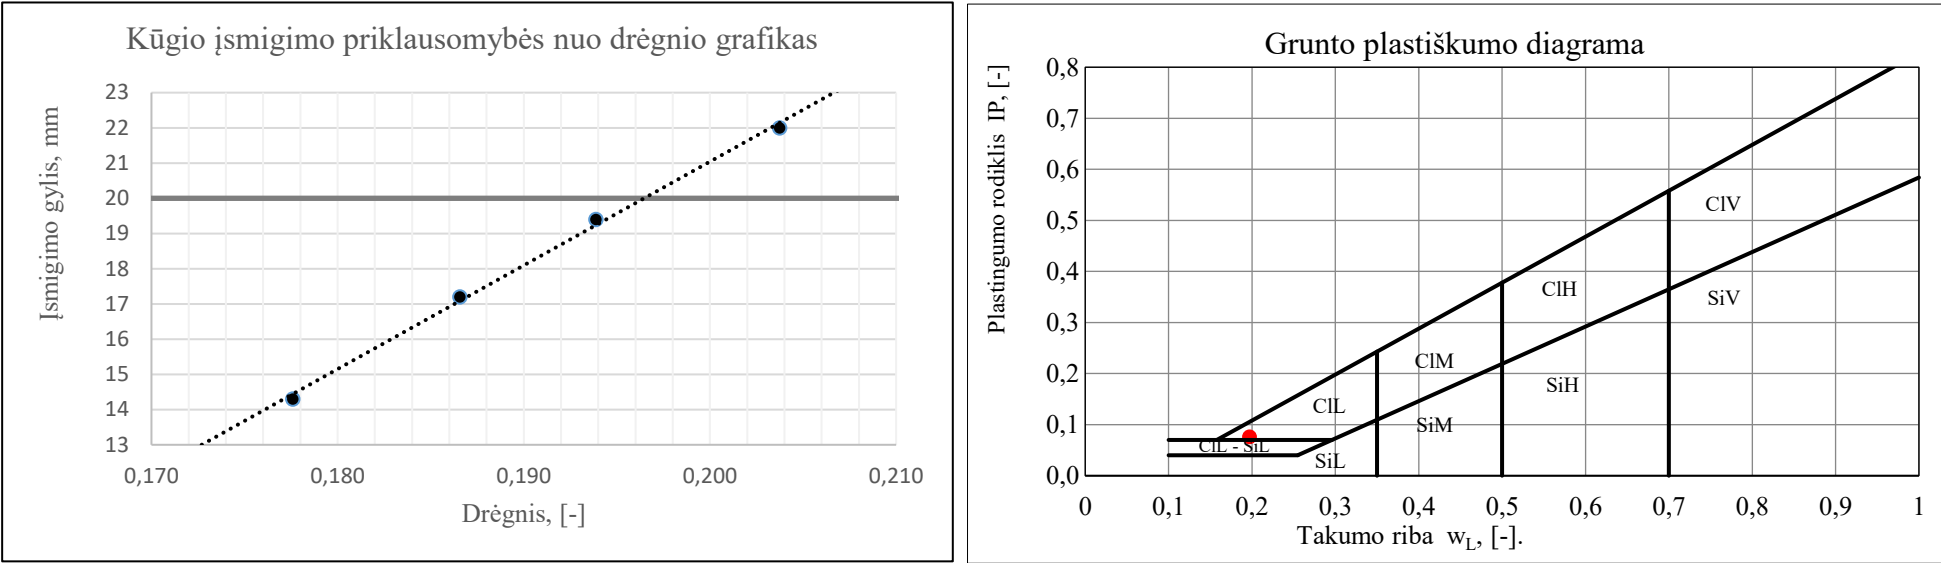 Kūgio įsmigimo priklausomybės nuo drėgnio grafikas
Įsmigimo gylis, mm
23
22
21
20
19
18
17
16
15
14
13
0,170 0,180 0,190 0,200 0,210
Drėgnis, [-]
Grunto plastiškumo diagrama
Plastingumo rodiklis IP, [-]
0,8
0,7
0,6
0,5
0,4
0,3
0,2
0,1
0,0
ClV
ClH
SiV
ClM
SiH
ClL
SiM
ClL - SiL
SiL
0 0,1 0,2 0,3 0,4 0,5 0,6 0,7 0,8 0,9 1
Takumo riba wL, [-].